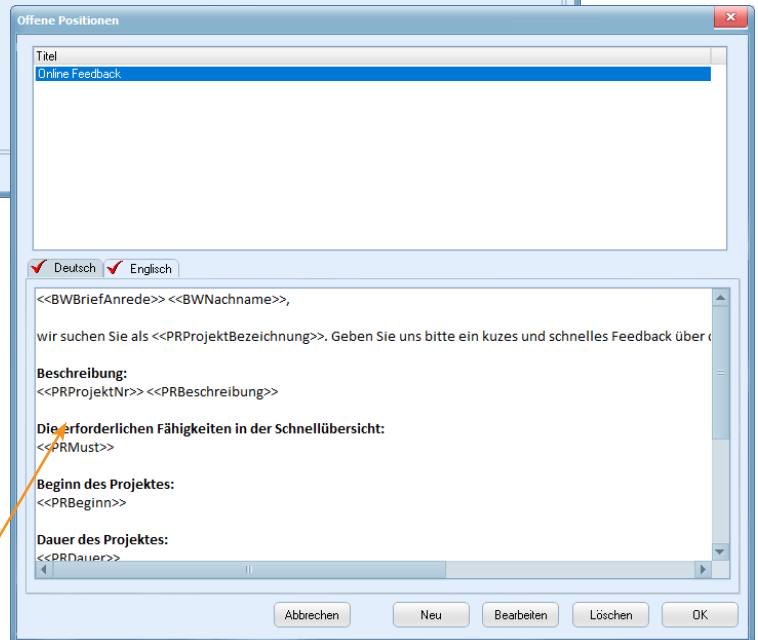 Offene Positionen
Titel
Online Feedback
Deutsch Englisch
<<BWBriefAnrede>> <<BWNachname>>,
wir suchen Sie als <<PRProjektBezeichnung>>. Geben Sie uns bitte ein kuzes und schnelles Feedback über
Beschreibung:
<<PRProjektNr>> <<PRBeschreibung>>
Die erforderlichen Fähigkeiten in der Schnellübersicht:
<<PRMust>>
Beginn des Projektes:
<<PRBeginn>>
Dauer des Projektes:
<<PRDauer>>
Abbrechen Neu Bearbeiten Löschen OK